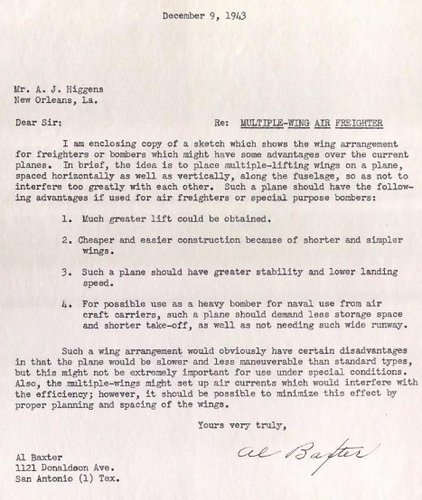 December 9, 1943
Mr. A. J. Higgens
New Orleans, La.
Dear Sir: Re: MULTIPLE-WING AIR FREIGHTER
I am enclosing copy of a sketch which shows the wing arrangement
for freighters or bombers which might have some advantages over the current
planes. In brief, the idea is to place multiple-lifting wings on a plane,
spaced horizontally as well as vertically, along the fuselage, so as not to
interfere too greatly with each other. Such a plane should have the follow-
ing advantages if used for air freighters or special purpose bombers:
1. Much greater lift could be obtained.
2. Cheaper and easier construction because of shorter and simpler
wings.
3. Such a plane should have greater stability and lower landing
speed.
4. For possible use as a heavy bomber for naval use from air
craft carriers, such a plane should demand less storage space
and shorter take-off, as well as not needing such wide runway.
Such a wing arrangement would obviously have certain disadvantages
in that the plane would be slower and less maneuverable than standard types,
but this might not be extremely important for use under special conditions.
Also, the multiple-wings might set up air currents which would interfere with
the efficiency; however, it should be possible to minimize this effect by
proper planning and spacing of the wings.
Yours very truly,
Al Baxter
Al Baxter
1121 Donaldson Ave.
San Antonio (1) Tex.